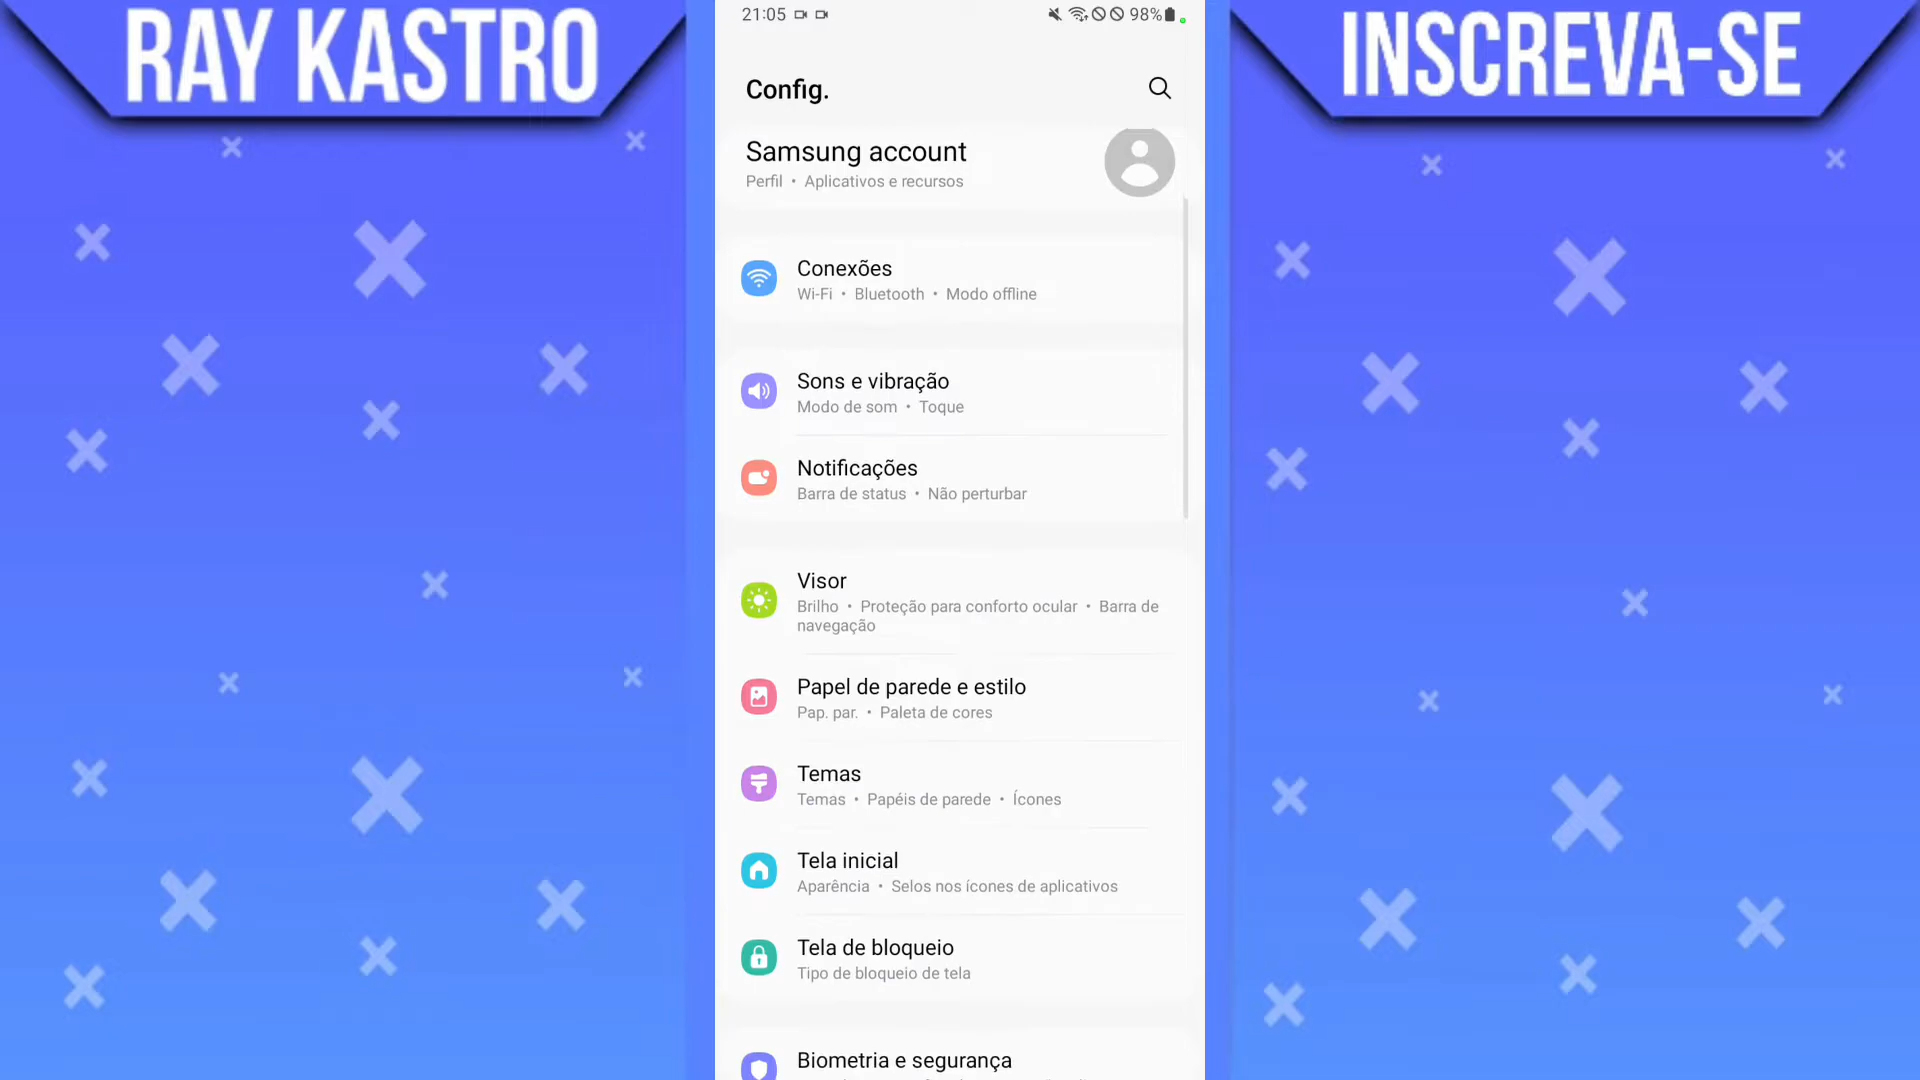 RAY KASTRO
INSCREVA-SE
21:05
98%
Config.
Samsung account
Perfil • Aplicativos e recursos
Conexões
Wi-Fi • Bluetooth • Modo offline
Sons e vibração
Modo de som • Toque
Notificações
Barra de status • Não perturbar
Visor
Brilho • Proteção para conforto ocular • Barra de
navegação
Papel de parede e estilo
Pap. par. • Paleta de cores
Temas
Temas • Papéis de parede • Ícones
Tela inicial
Aparência • Selos nos ícones de aplicativos
Tela de bloqueio
Tipo de bloqueio de tela
Biometria e segurança